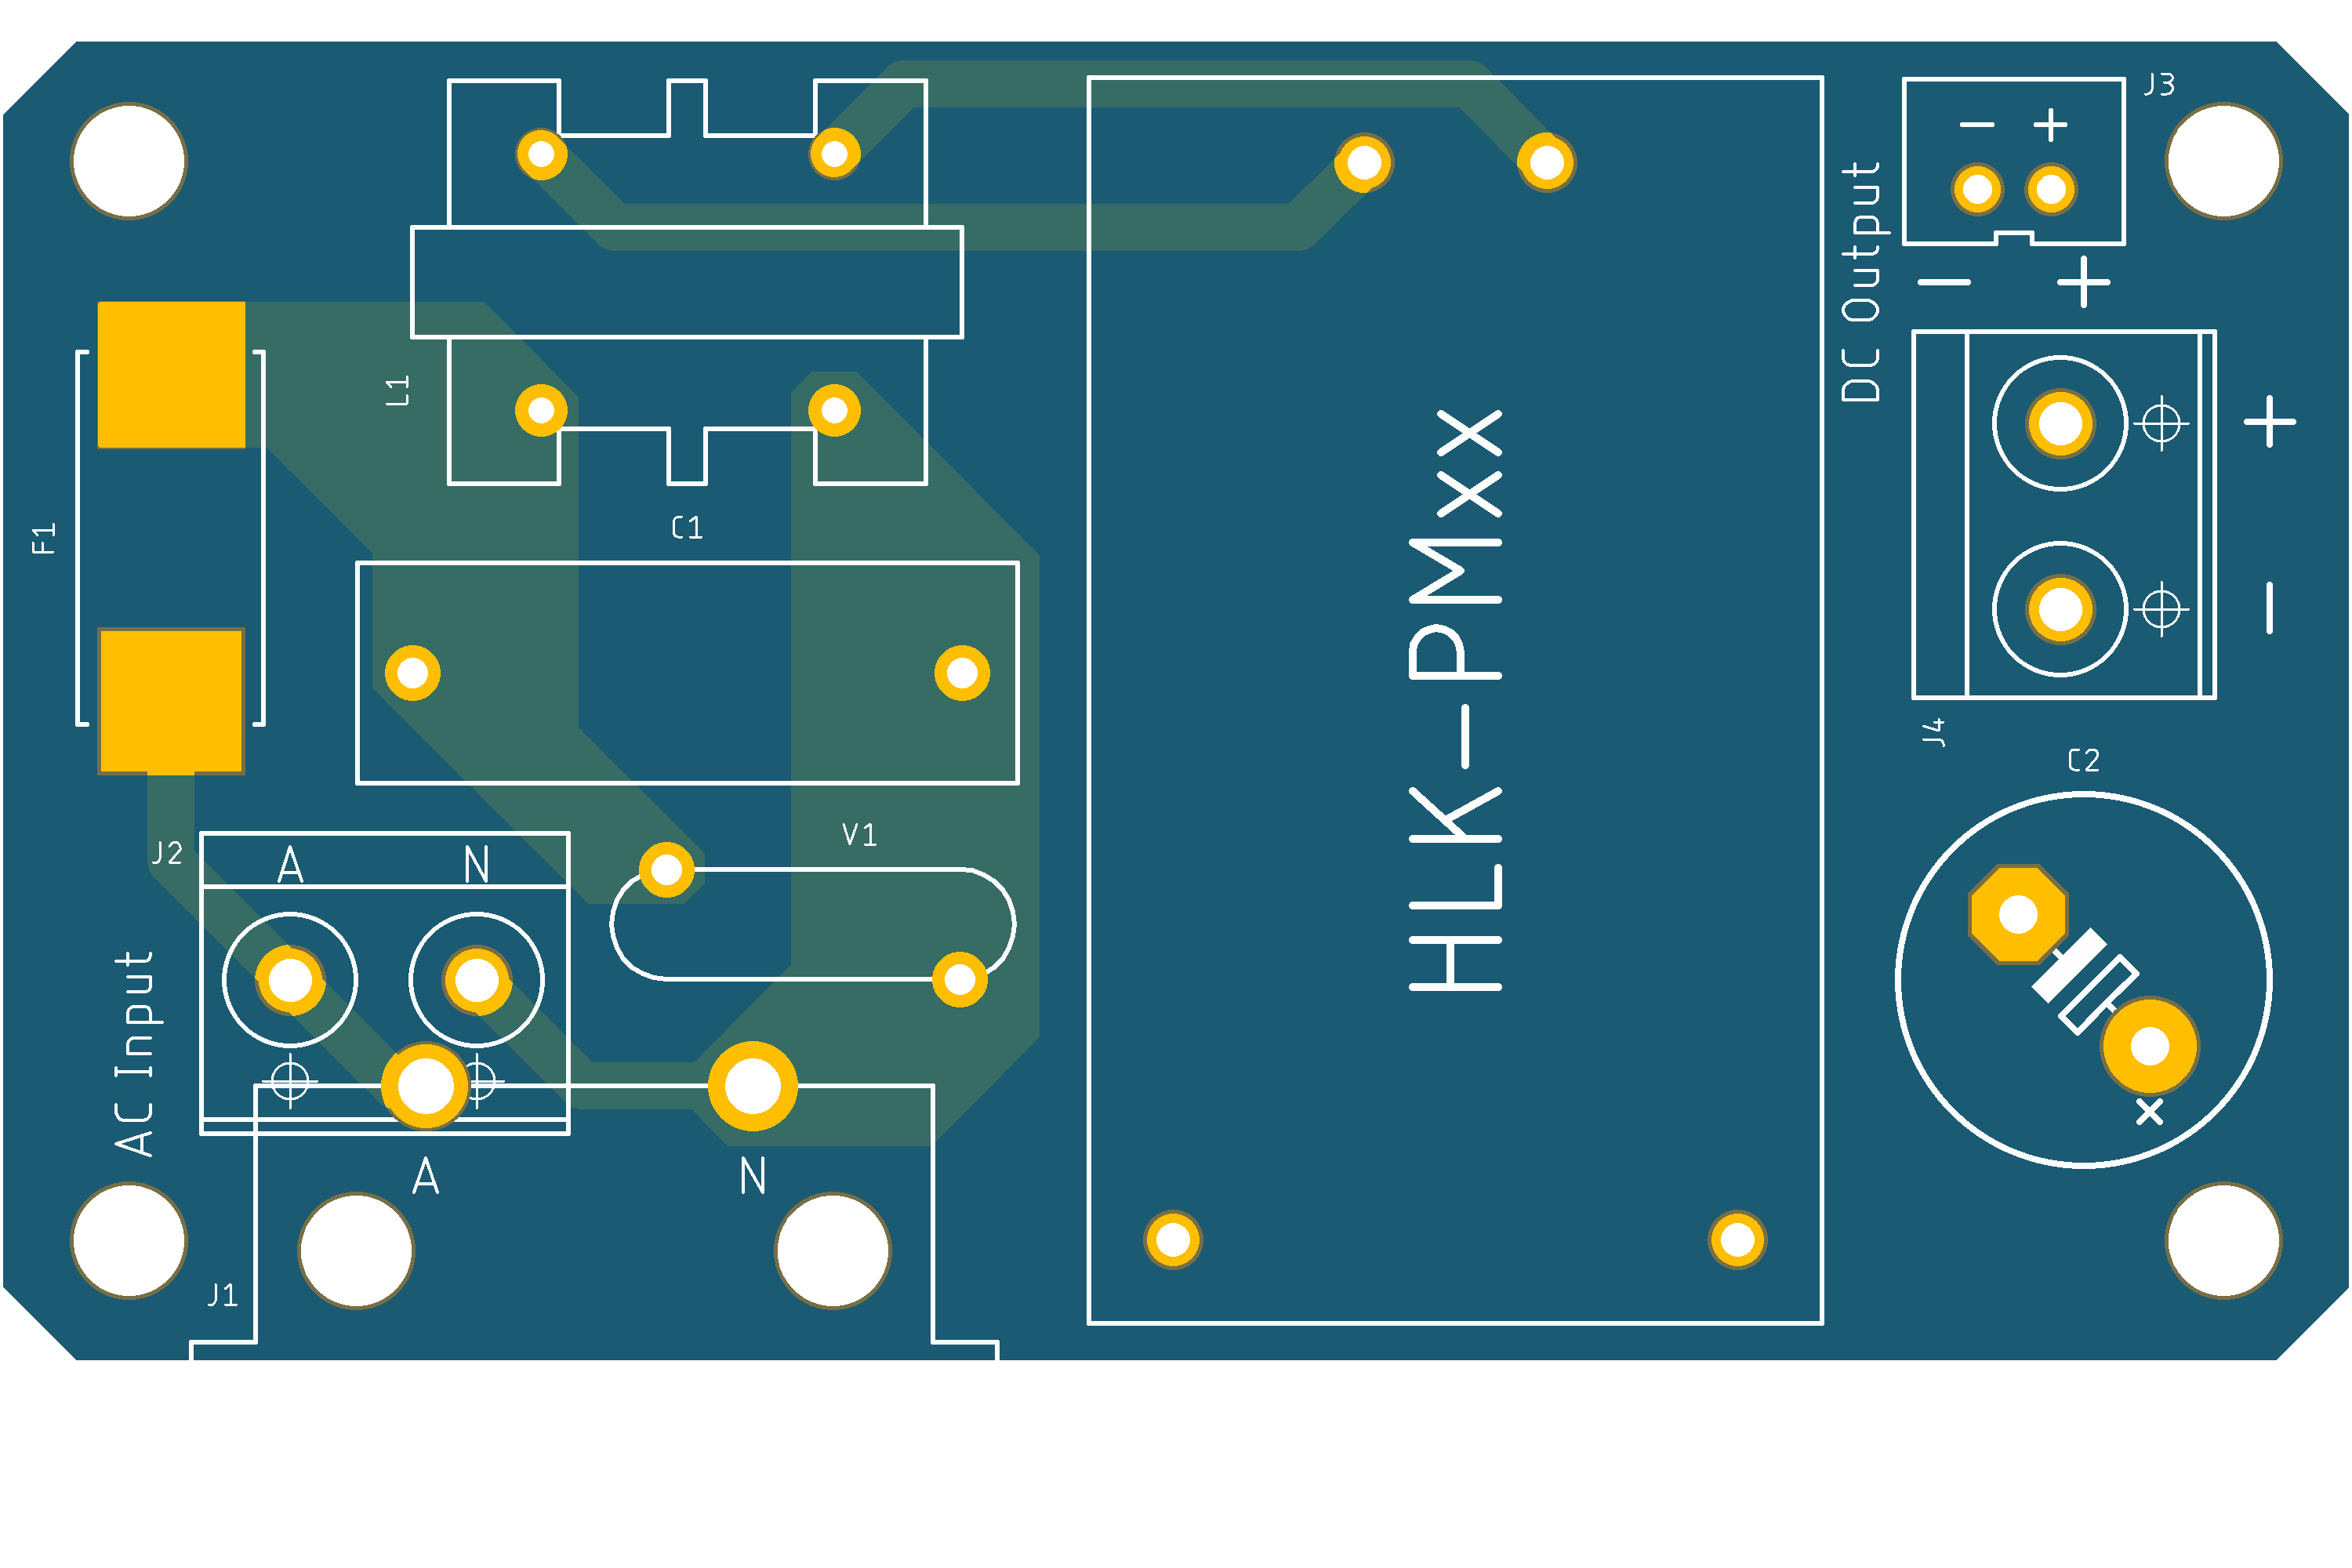 J3
− +
DC Output
− +
L1
+
F1
C1
−
HLK-PMxx
J4
C2
V1
J2
A N
AC Input
A N
J1